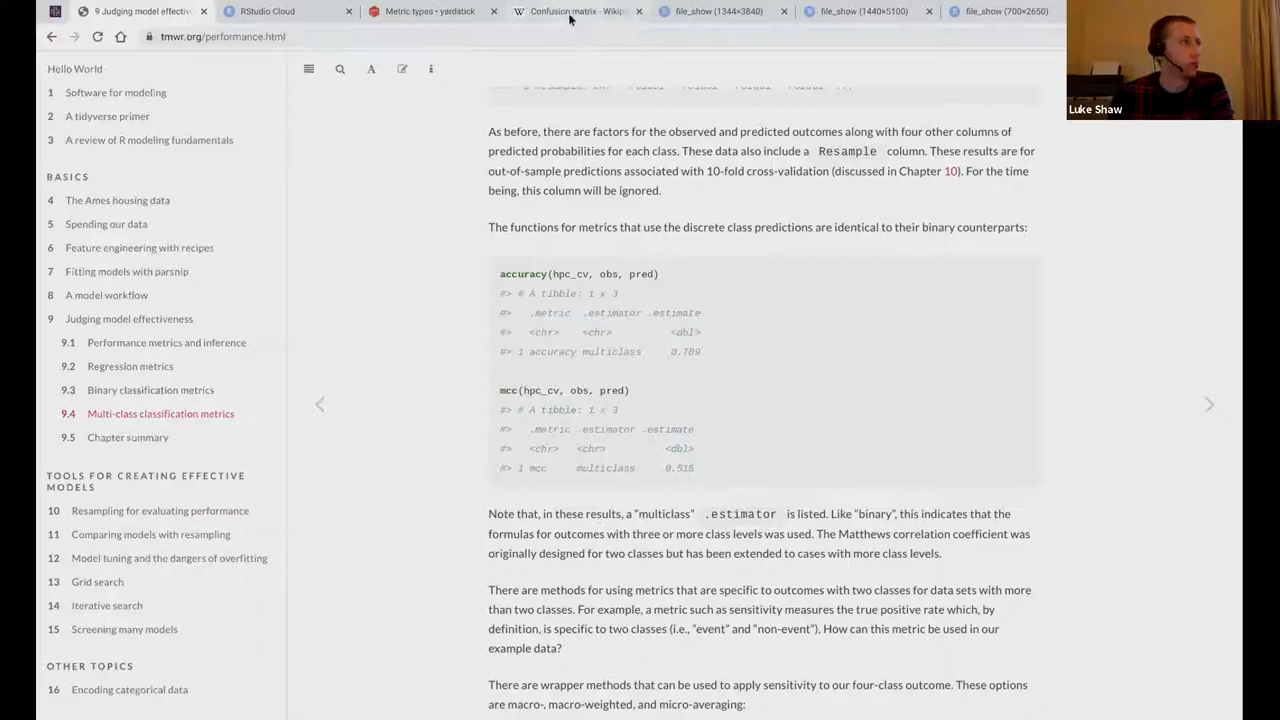 9 Judging model effectiv
RStudio Cloud
Metric types • yardstick
Confusion matrix - Wikip
file_show (1344×3840)
file_show (1440×5100)
file_show (700×2650)
tmwr.org/performance.html
Luke Shaw
Hello World
1 Software for modeling
2 A tidyverse primer
3 A review of R modeling fundamentals
BASICS
4 The Ames housing data
5 Spending our data
6 Feature engineering with recipes
7 Fitting models with parsnip
8 A model workflow
9 Judging model effectiveness
9.1 Performance metrics and inference
9.2 Regression metrics
9.3 Binary classification metrics
9.4 Multi-class classification metrics
9.5 Chapter summary
TOOLS FOR CREATING EFFECTIVE
MODELS
10 Resampling for evaluating performance
11 Comparing models with resampling
12 Model tuning and the dangers of overfitting
13 Grid search
14 Iterative search
15 Screening many models
OTHER TOPICS
16 Encoding categorical data
As before, there are factors for the observed and predicted outcomes along with four other columns of
predicted probabilities for each class. These data also include a Resample column. These results are for
out-of-sample predictions associated with 10-fold cross-validation (discussed in Chapter 10). For the time
being, this column will be ignored.
The functions for metrics that use the discrete class predictions are identical to their binary counterparts:
accuracy(hpc_cv, obs, pred)
#> # A tibble: 1 x 3
#> .metric .estimator .estimate
#> <chr> <chr> <dbl>
#> 1 accuracy multiclass 0.709
mcc(hpc_cv, obs, pred)
#> # A tibble: 1 x 3
#> .metric .estimator .estimate
#> <chr> <chr> <dbl>
#> 1 mcc multiclass 0.515
Note that, in these results, a “multiclass” .estimator is listed. Like “binary”, this indicates that the
formulas for outcomes with three or more class levels was used. The Matthews correlation coefficient was
originally designed for two classes but has been extended to cases with more class levels.
There are methods for using metrics that are specific to outcomes with two classes for data sets with more
than two classes. For example, a metric such as sensitivity measures the true positive rate which, by
definition, is specific to two classes (i.e., “event” and “non-event”). How can this metric be used in our
example data?
There are wrapper methods that can be used to apply sensitivity to our four-class outcome. These options
are macro-, macro-weighted, and micro-averaging: